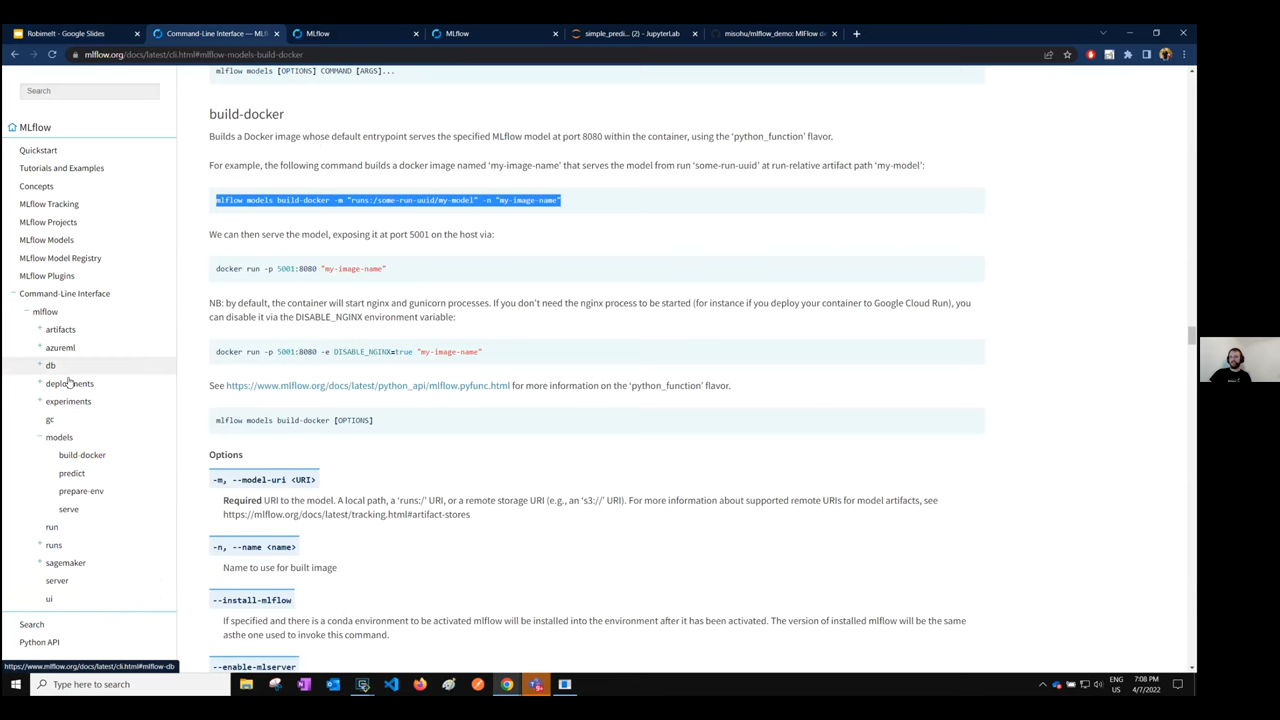 Robimelt - Google Slides
Command-Line Interface — MLf
MLflow
MLflow
simple_predi... (2) - JupyterLab
misohu/mlflow_demo: MlFlow de
mlflow.org/docs/latest/cli.html#mlflow-models-build-docker
Search
MLflow
Quickstart
Tutorials and Examples
Concepts
MLflow Tracking
MLflow Projects
MLflow Models
MLflow Model Registry
MLflow Plugins
Command-Line Interface
mlflow
artifacts
azureml
db
deployments
experiments
gc
models
build-docker
predict
prepare-env
serve
run
runs
sagemaker
server
ui
Search
Python API
https://www.mlflow.org/docs/latest/cli.html#mlflow-db
mlflow models [OPTIONS] COMMAND [ARGS]...
build-docker
Builds a Docker image whose default entrypoint serves the specified MLflow model at port 8080 within the container, using the ‘python_function’ flavor.
For example, the following command builds a docker image named ‘my-image-name’ that serves the model from run ‘some-run-uuid’ at run-relative artifact path ‘my-model’:
mlflow models build-docker -m "runs:/some-run-uuid/my-model" -n "my-image-name"
We can then serve the model, exposing it at port 5001 on the host via:
docker run -p 5001:8080 "my-image-name"
NB: by default, the container will start nginx and gunicorn processes. If you don’t need the nginx process to be started (for instance if you deploy your container to Google Cloud Run), you
can disable it via the DISABLE_NGINX environment variable:
docker run -p 5001:8080 -e DISABLE_NGINX=true "my-image-name"
See https://www.mlflow.org/docs/latest/python_api/mlflow.pyfunc.html for more information on the ‘python_function’ flavor.
mlflow models build-docker [OPTIONS]
Options
-m, --model-uri <URI>
Required URI to the model. A local path, a ‘runs:/’ URI, or a remote storage URI (e.g., an ‘s3://’ URI). For more information about supported remote URIs for model artifacts, see
https://mlflow.org/docs/latest/tracking.html#artifact-stores
-n, --name <name>
Name to use for built image
--install-mlflow
If specified and there is a conda environment to be activated mlflow will be installed into the environment after it has been activated. The version of installed mlflow will be the same
asthe one used to invoke this command.
--enable-mlserver
Type here to search
ENG
US
7:08 PM
4/7/2022